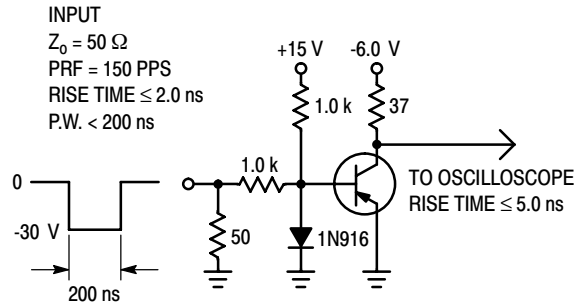 INPUT
Zo = 50 Ω
PRF = 150 PPS
RISE TIME ≤ 2.0 ns
P.W. < 200 ns
+15 V
-6.0 V
1.0 k
37
1.0 k
0
-30 V
50
1N916
TO OSCILLOSCOPE
RISE TIME ≤ 5.0 ns
200 ns